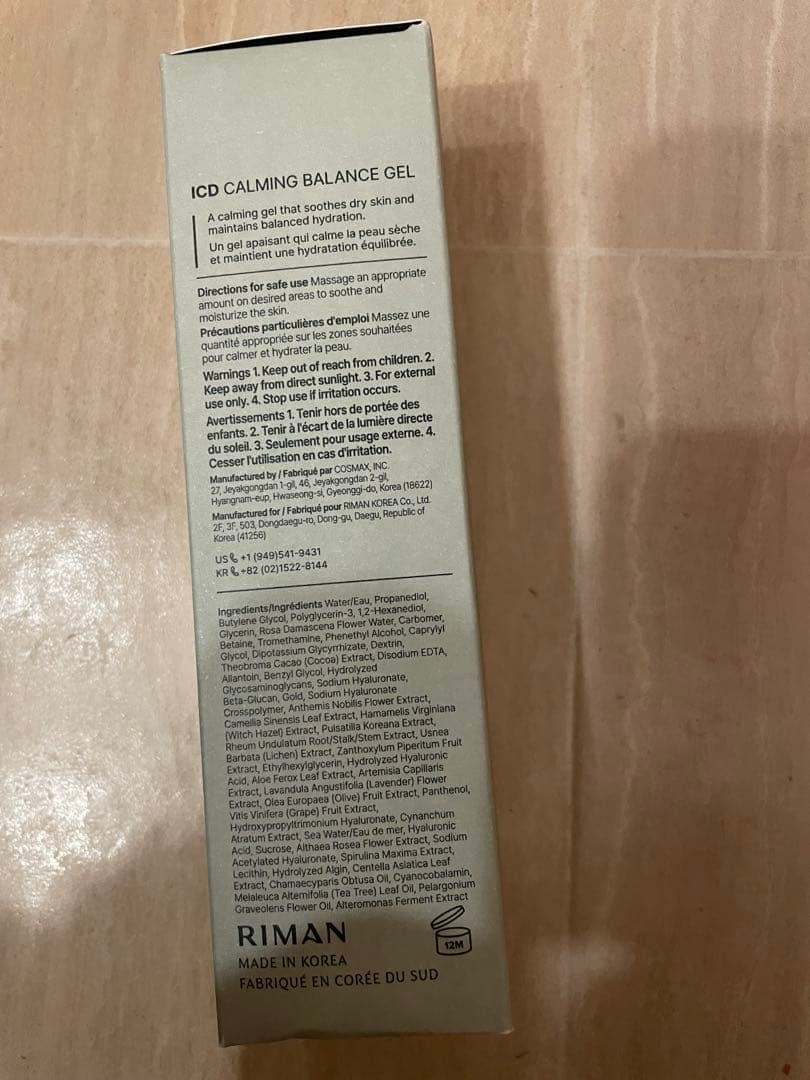 ICD CALMING BALANCE GEL
A calming gel that soothes dry skin and
maintains balanced hydration.
Un gel apaisant qui calme la peau sèche
et maintient une hydratation équilibrée.
Directions for safe use Massage an appropriate
amount on desired areas to soothe and
moisturize the skin.
Précautions particulières d'emploi Massez une
quantité appropriée sur les zones souhaitées
pour calmer et hydrater la peau.
Warnings 1. Keep out of reach from children. 2.
Keep away from direct sunlight. 3. For external
use only. 4. Stop use if irritation occurs.
Avertissements 1. Tenir hors de portée des
enfants. 2. Tenir à l'écart de la lumière directe
du soleil. 3. Seulement pour usage externe. 4.
Cesser l'utilisation en cas d'irritation.
Manufactured by / Fabriqué par COSMAX, INC.
27, Jeyakgongdan 1-gil, 46, Jeyakgongdan 2-gil,
Hyangnam-eup, Hwaseong-si, Gyeonggi-do, Korea (18622)
Manufactured for / Fabriqué pour RIMAN KOREA Co., Ltd.
2F, 3F, 503, Dongdaegu-ro, Dong-gu, Daegu, Republic of
Korea (41256)
US +1 (949)541-9431
KR +82 (02)1522-8144
Ingredients/Ingrédients Water/Eau, Propanediol,
Butylene Glycol, Polyglycerin-3, 1,2-Hexanediol,
Glycerin, Rosa Damascena Flower Water, Carbomer,
Betaine, Tromethamine, Phenethyl Alcohol, Caprylyl
Glycol, Dipotassium Glycyrrhizate, Dextrin,
Theobroma Cacao (Cocoa) Extract, Disodium EDTA,
Allantoin, Benzyl Glycol, Hydrolyzed
Glycosaminoglycans, Sodium Hyaluronate,
Beta-Glucan, Gold, Sodium Hyaluronate
Crosspolymer, Anthemis Nobilis Flower Extract,
Camellia Sinensis Leaf Extract, Hamamelis Virginiana
(Witch Hazel) Extract, Pulsatilla Koreana Extract,
Rheum Undulatum Root/Stalk/Stem Extract, Usnea
Barbata (Lichen) Extract, Zanthoxylum Piperitum Fruit
Extract, Ethylhexylglycerin, Hydrolyzed Hyaluronic
Acid, Aloe Ferox Leaf Extract, Artemisia Capillaris
Extract, Lavandula Angustifolia (Lavender) Flower
Extract, Olea Europaea (Olive) Fruit Extract, Panthenol,
Vitis Vinifera (Grape) Fruit Extract,
Hydroxypropyltrimonium Hyaluronate, Cynanchum
Atratum Extract, Sea Water/Eau de mer, Hyaluronic
Acid, Sucrose, Althaea Rosea Flower Extract, Sodium
Acetylated Hyaluronate, Spirulina Maxima Extract,
Lecithin, Hydrolyzed Algin, Centella Asiatica Leaf
Extract, Chamaecyparis Obtusa Oil, Cyanocobalamin,
Melaleuca Alternifolia (Tea Tree) Leaf Oil, Pelargonium
Graveolens Flower Oil, Alteromonas Ferment Extract
RIMAN
12M
MADE IN KOREA
FABRIQUÉ EN CORÉE DU SUD